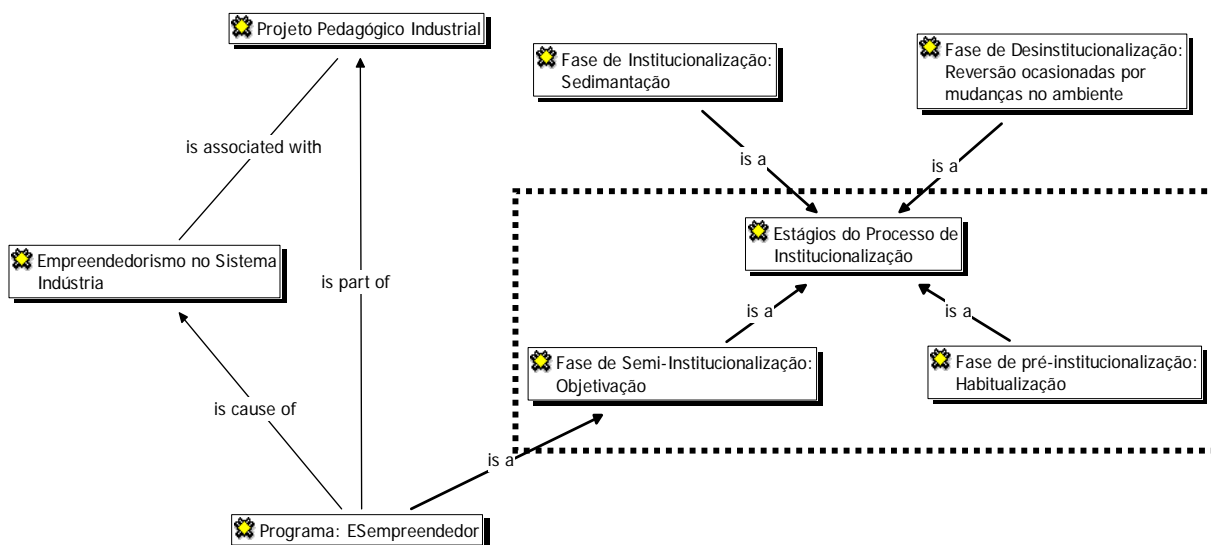 Projeto Pedagógico Industrial
Fase de Institucionalização:
Sedimantação
Fase de Desinstitucionalização:
Reversão ocasionadas por
mudanças no ambiente
is associated with
is a
is a
Estágios do Processo de
Institucionalização
Empreendedorismo no Sistema
Indústria
is part of
is a
is a
Fase de Semi-Institucionalização:
Objetivação
Fase de pré-institucionalização:
Habitualização
is cause of
is a
Programa: ESempreendedor